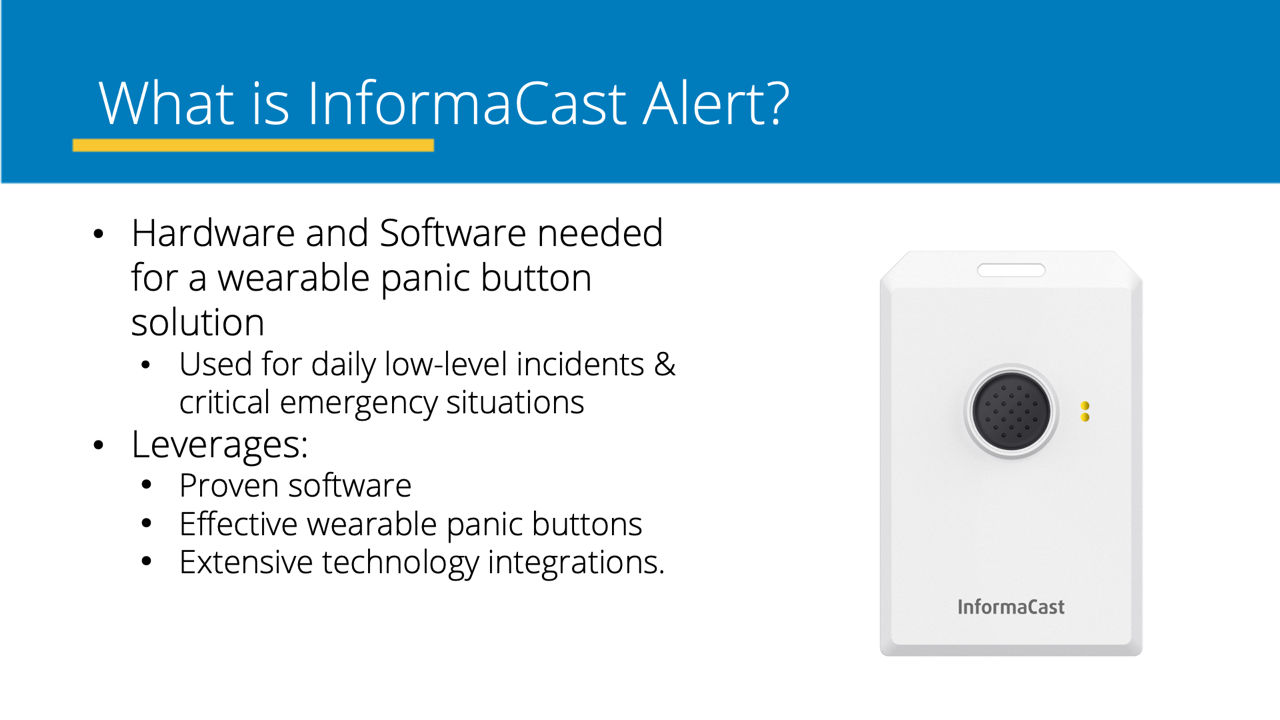 What is InformaCast Alert?
• Hardware and Software needed
for a wearable panic button
solution
• Used for daily low-level incidents &
critical emergency situations
• Leverages:
• Proven software
• Effective wearable panic buttons
• Extensive technology integrations.
InformaCast